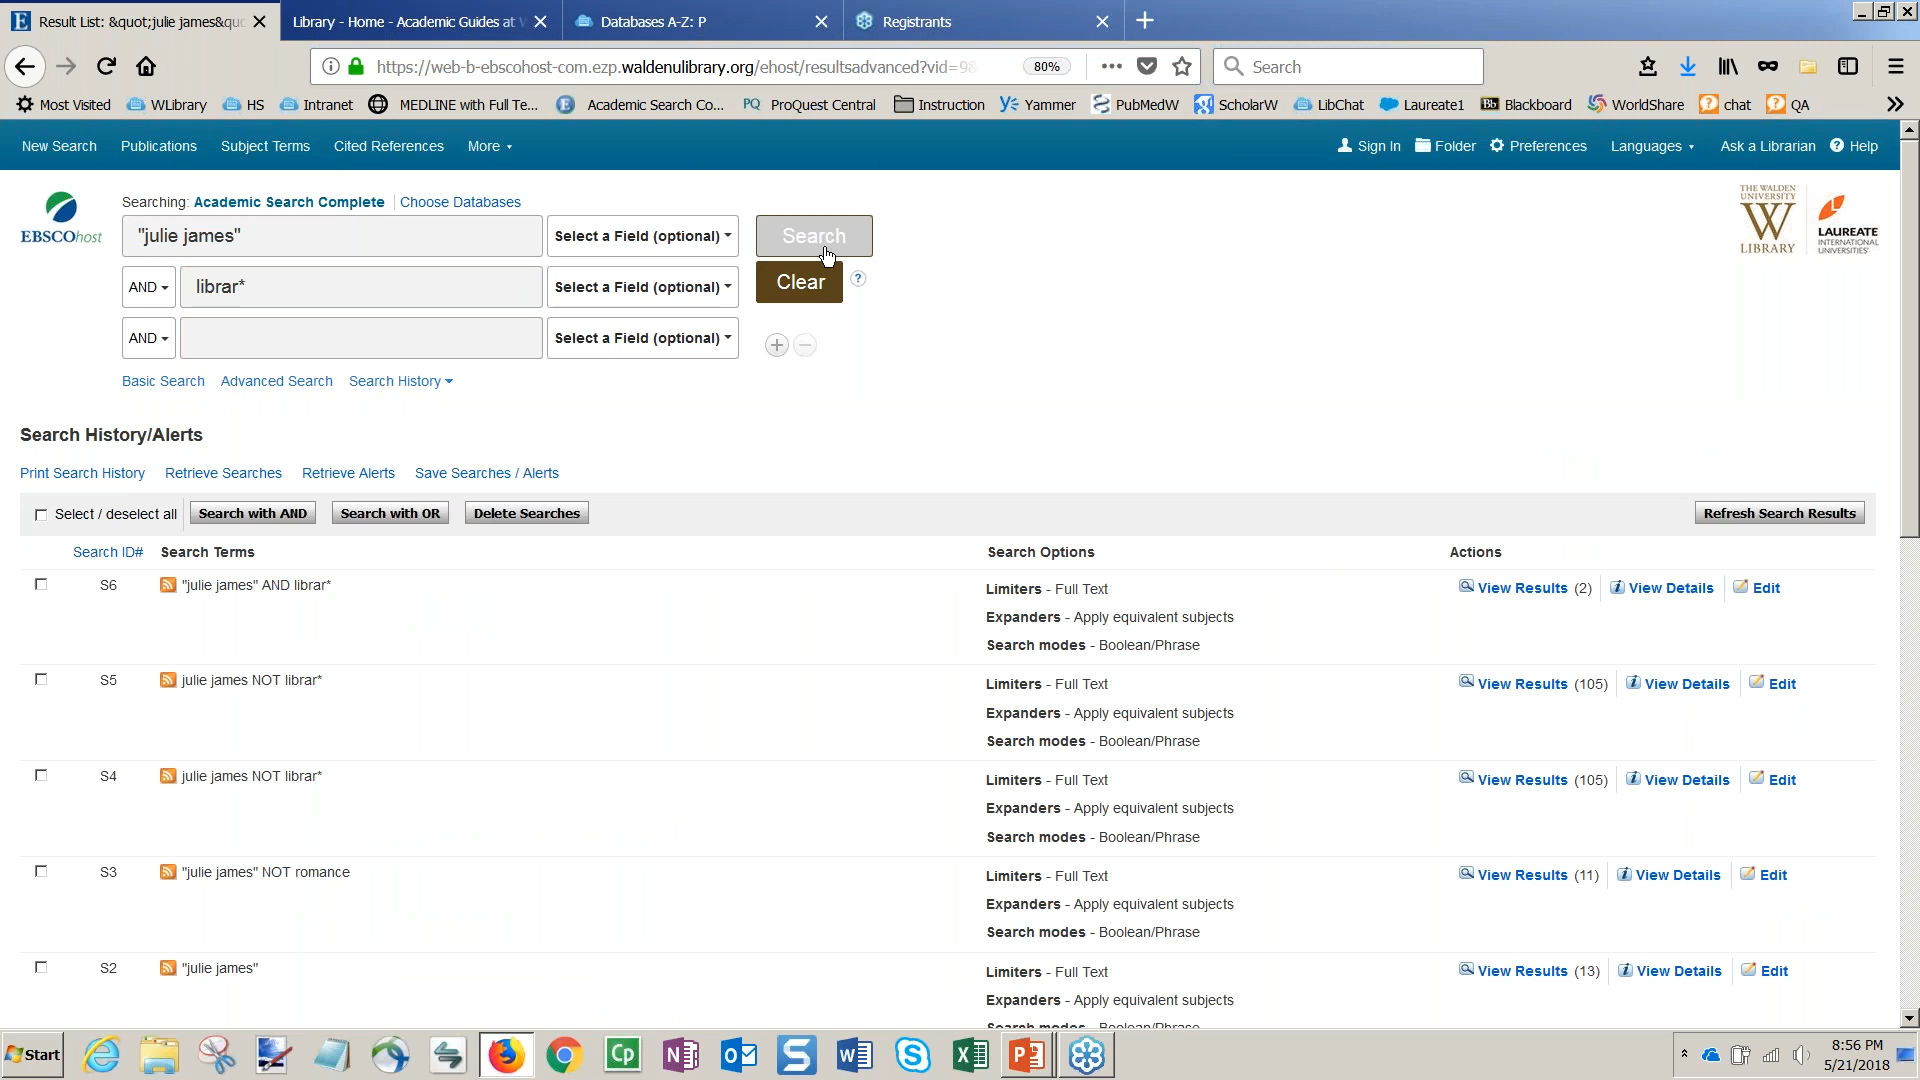 Result List: &quot;julie james&quo
Library - Home - Academic Guides at W
Databases A-Z: P
Registrants
https://web-b-ebscohost-com.ezp.waldenulibrary.org/ehost/resultsadvanced?vid=98
80%
Search
Most Visited
WLibrary
HS
Intranet
MEDLINE with Full Te...
Academic Search Co...
PQ ProQuest Central
Instruction
Yammer
PubMedW
ScholarW
LibChat
Laureate1
Bb Blackboard
WorldShare
chat
QA
New Search
Publications
Subject Terms
Cited References
More
Sign In
Folder
Preferences
Languages
Ask a Librarian
Help
EBSCOhost
Searching: Academic Search Complete
Choose Databases
"julie james"
Select a Field (optional)
Search
AND
librar*
Select a Field (optional)
Clear
AND
Select a Field (optional)
Basic Search
Advanced Search
Search History
THE WALDEN
UNIVERSITY
W
LIBRARY
LAUREATE
INTERNATIONAL
UNIVERSITIES
Search History/Alerts
Print Search History
Retrieve Searches
Retrieve Alerts
Save Searches / Alerts
Select / deselect all
Search with AND
Search with OR
Delete Searches
Refresh Search Results
Search ID#
Search Terms
Search Options
Actions
S6
"julie james" AND librar*
Limiters - Full Text
Expanders - Apply equivalent subjects
Search modes - Boolean/Phrase
View Results (2)
View Details
Edit
S5
julie james NOT librar*
Limiters - Full Text
Expanders - Apply equivalent subjects
Search modes - Boolean/Phrase
View Results (105)
View Details
Edit
S4
julie james NOT librar*
Limiters - Full Text
Expanders - Apply equivalent subjects
Search modes - Boolean/Phrase
View Results (105)
View Details
Edit
S3
"julie james" NOT romance
Limiters - Full Text
Expanders - Apply equivalent subjects
Search modes - Boolean/Phrase
View Results (11)
View Details
Edit
S2
"julie james"
Limiters - Full Text
Expanders - Apply equivalent subjects
Search modes - Boolean/Phrase
View Results (13)
View Details
Edit
Start
8:56 PM
5/21/2018